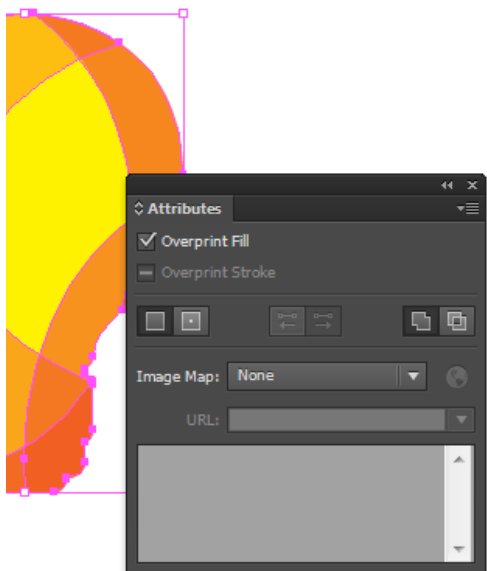 Attributes
Overprint Fill
Overprint Stroke
Image Map: None
URL: